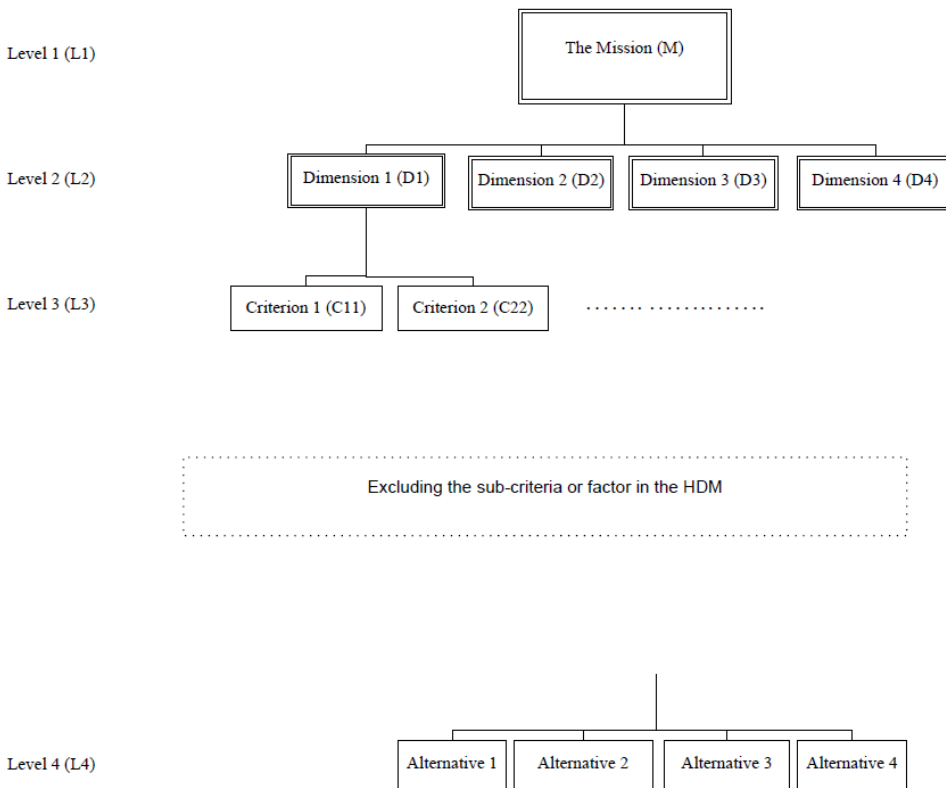 Level 1 (L1)
The Mission (M)
Level 2 (L2)
Dimension 1 (D1)
Dimension 2 (D2)
Dimension 3 (D3)
Dimension 4 (D4)
Level 3 (L3)
Criterion 1 (C11)
Criterion 2 (C22)
....... ..............
Excluding the sub-criteria or factor in the HDM
Level 4 (L4)
Alternative 1
Alternative 2
Alternative 3
Alternative 4